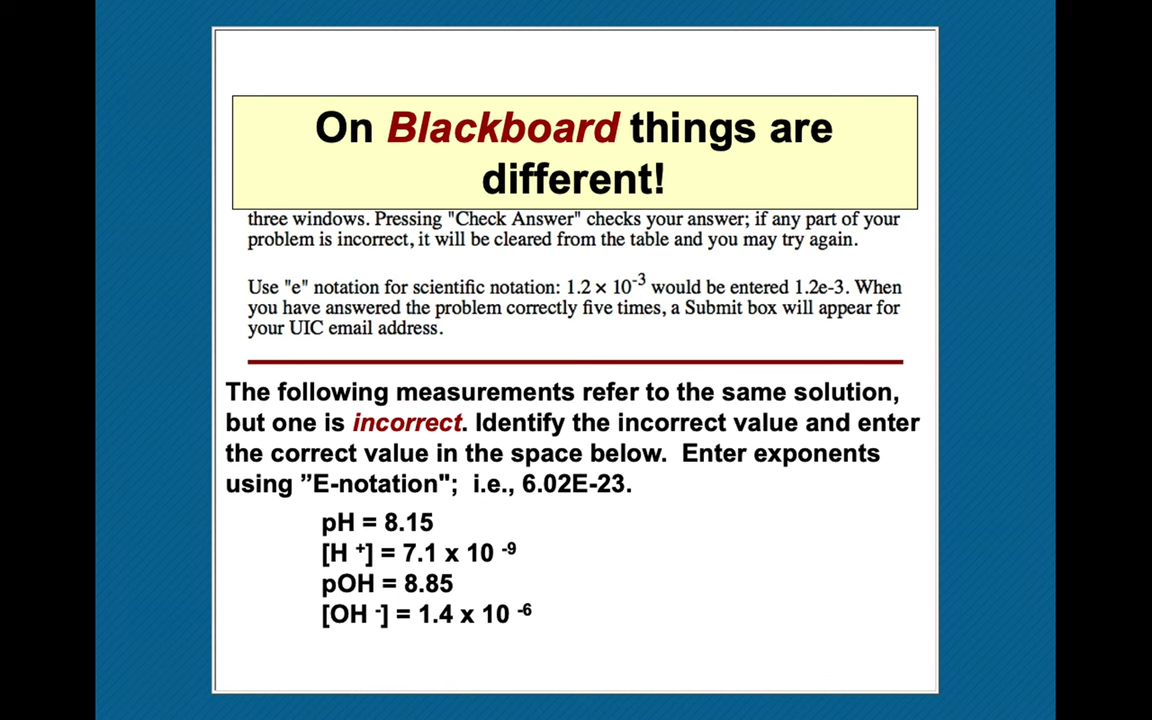 On Blackboard things are
different!
three windows. Pressing "Check Answer" checks your answer; if any part of your
problem is incorrect, it will be cleared from the table and you may try again.
Use "e" notation for scientific notation: 1.2 × 10⁻³ would be entered 1.2e-3. When
you have answered the problem correctly five times, a Submit box will appear for
your UIC email address.
The following measurements refer to the same solution,
but one is incorrect. Identify the incorrect value and enter
the correct value in the space below.  Enter exponents
using ”E-notation";  i.e., 6.02E-23.
pH = 8.15
[H ⁺] = 7.1 x 10 ⁻⁹
pOH = 8.85
[OH ⁻] = 1.4 x 10 ⁻⁶